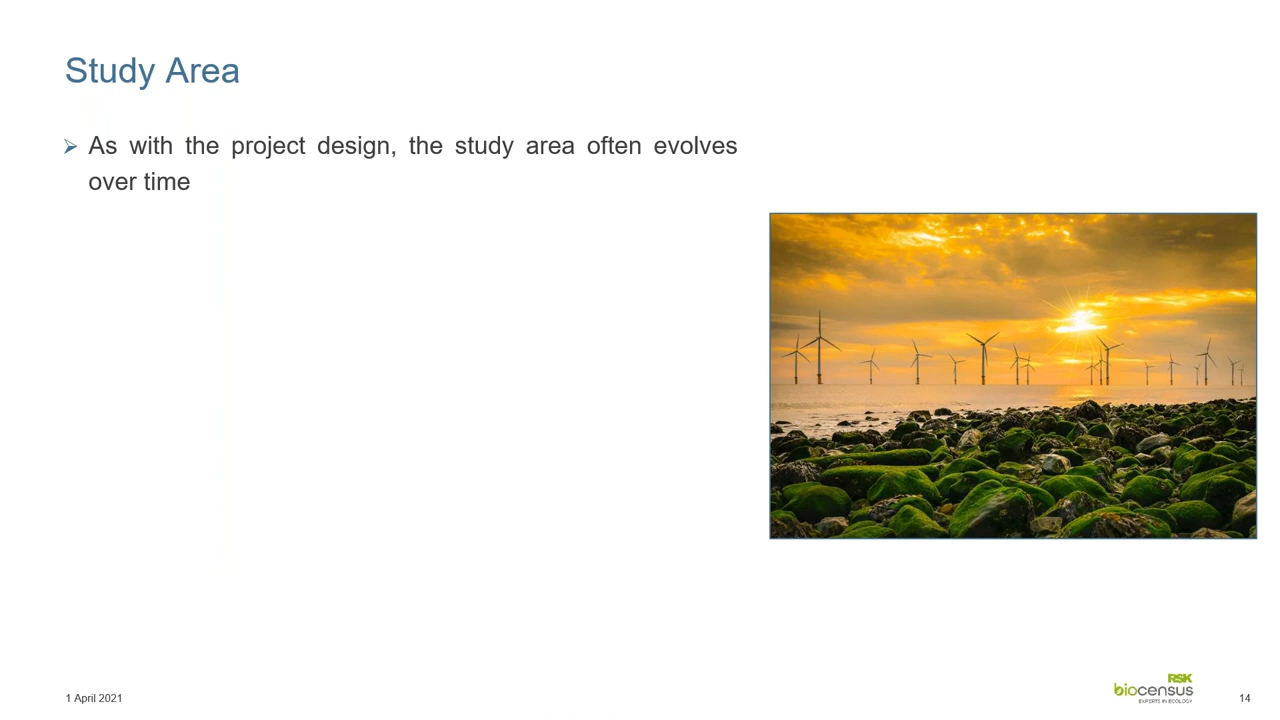 Study Area
As with the project design, the study area often evolves
over time
1 April 2021
RSK
biocensus
EXPERTS IN ECOLOGY
14